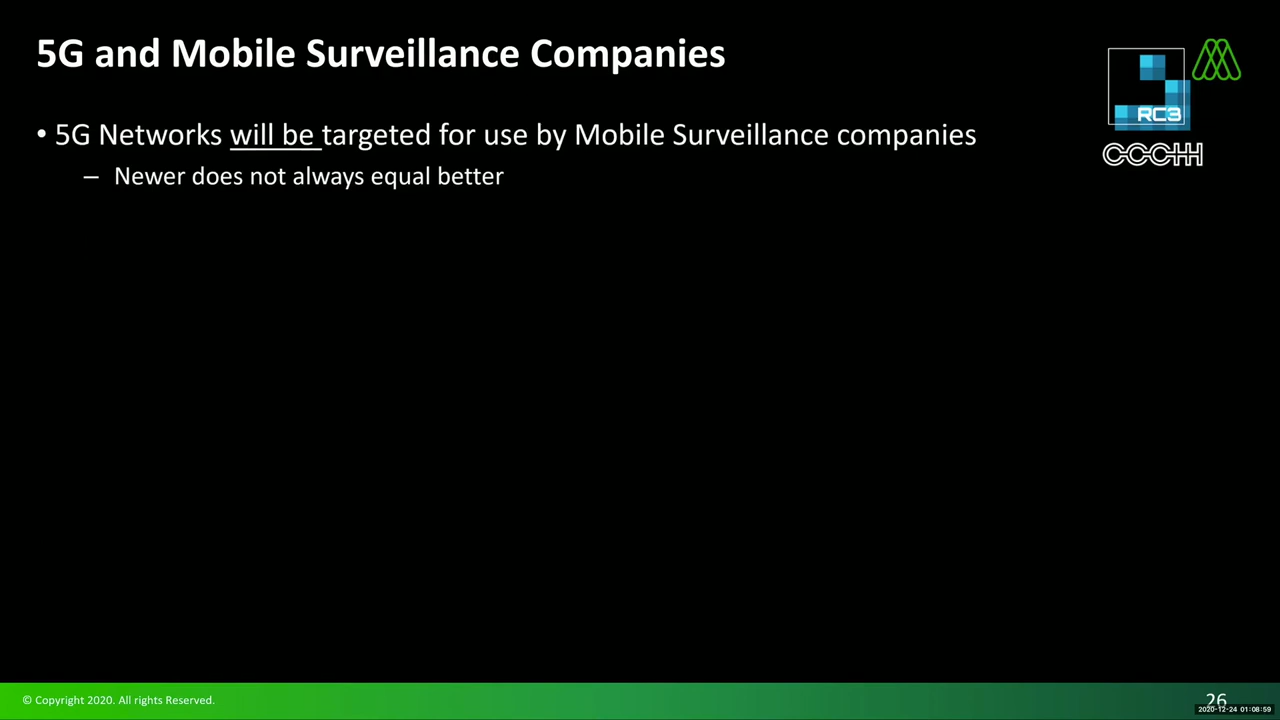 5G and Mobile Surveillance Companies
• 5G Networks will be targeted for use by Mobile Surveillance companies
– Newer does not always equal better
RC3
CCCHH
© Copyright 2020. All rights Reserved.
26
2020-12-24 01:08:59